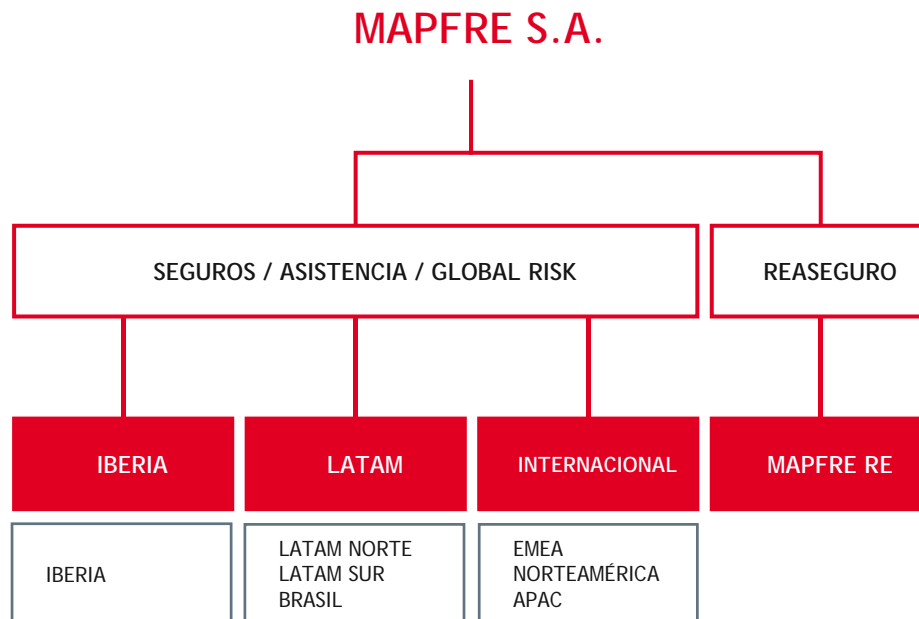 MAPFRE S.A.
SEGUROS / ASISTENCIA / GLOBAL RISK
REASEGURO
IBERIA
LATAM
INTERNACIONAL
MAPFRE RE
IBERIA
LATAM NORTE
LATAM SUR
BRASIL
EMEA
NORTEAMÉRICA
APAC